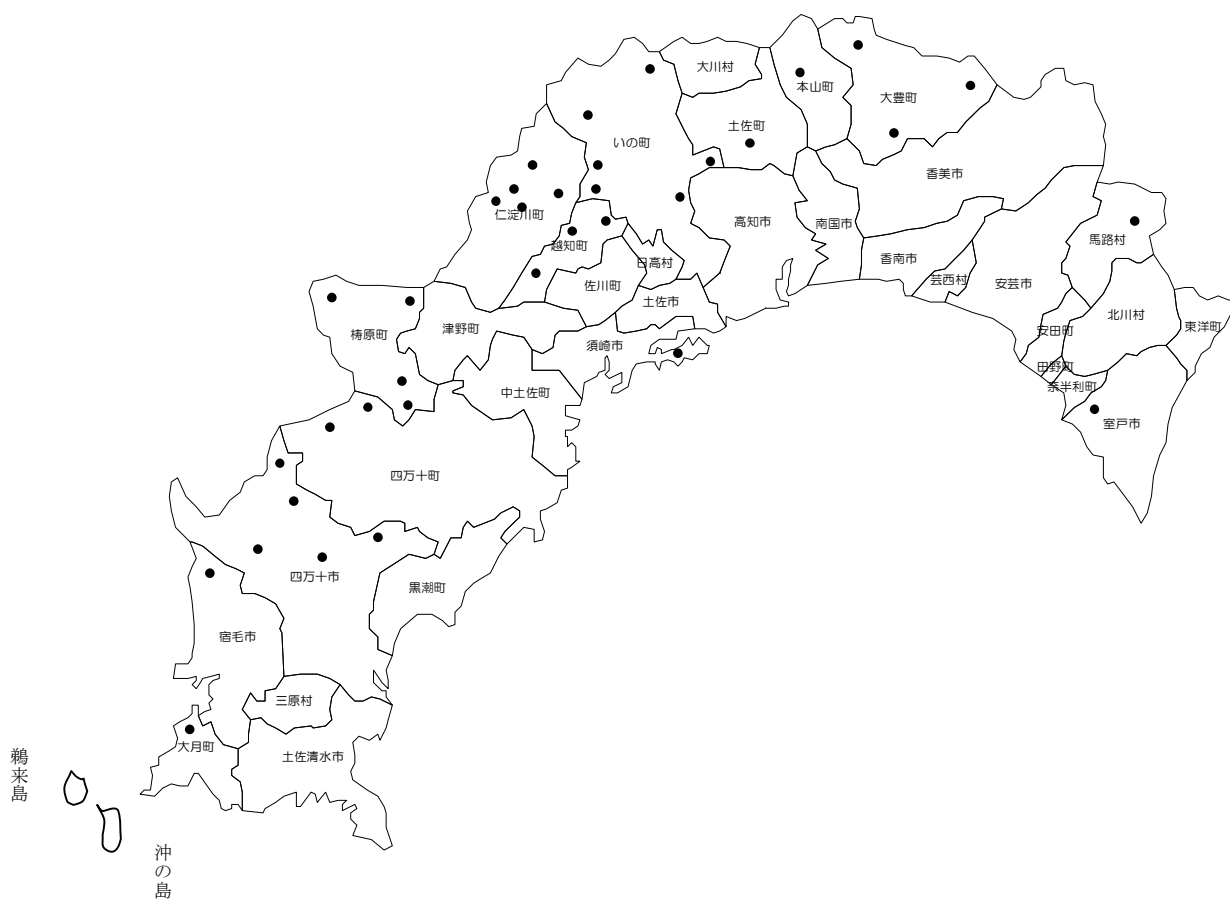 大川村
本山町
大豊町
土佐町
いの町
香美市
仁淀川町
高知市
南国市
越知町
馬路村
日高村
香南市
芸西村
安芸市
佐川町
土佐市
北川村
津野町
梼原町
安田町
東洋町
須崎市
田野町
奈半利町
中土佐町
室戸市
四万十町
四万十市
黒潮町
宿毛市
三原村
大月町
土佐清水市
鵜来島
沖の島